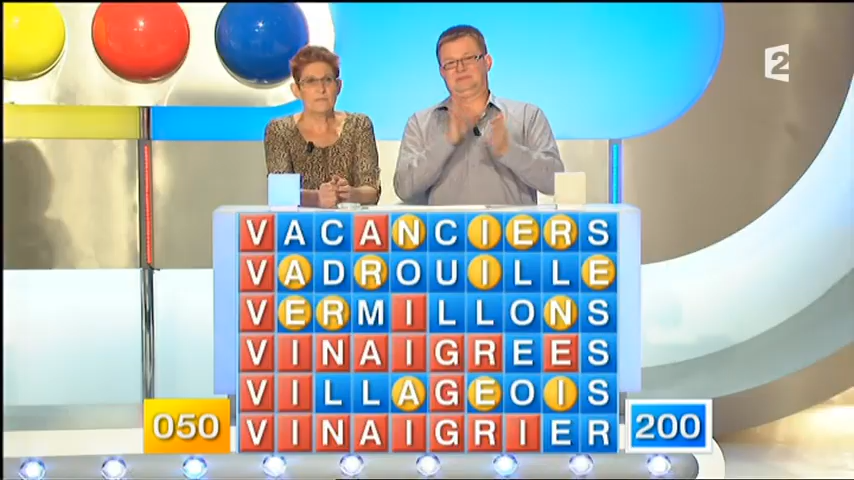 2
VACANCIERS
VADROUILLE
VERMILLONS
VINAIGREES
VILLAGEOIS
VINAIGRIER
050
200